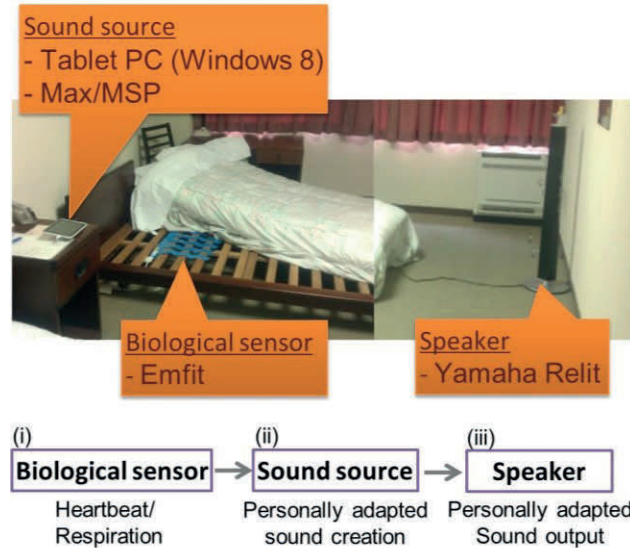 Sound source
- Tablet PC (Windows 8)
- Max/MSP
Biological sensor
- Emfit
Speaker
- Yamaha Relit
(i)
Biological sensor
Heartbeat/
Respiration
(ii)
Sound source
Personally adapted
sound creation
(iii)
Speaker
Personally adapted
Sound output